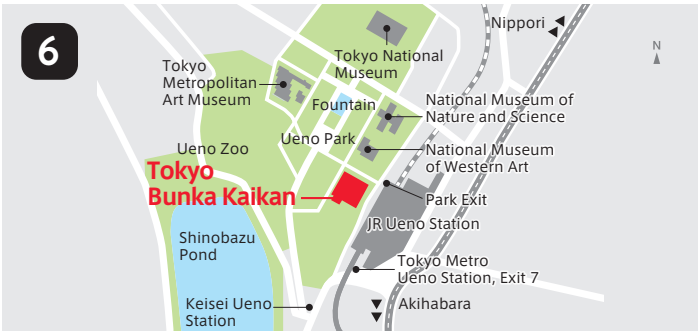 6
Nippori
N
Tokyo National
Museum
Tokyo
Metropolitan
Art Museum
Fountain
National Museum of
Nature and Science
Ueno Park
Ueno Zoo
National Museum
of Western Art
Tokyo
Bunka Kaikan
Park Exit
JR Ueno Station
Shinobazu
Pond
Tokyo Metro
Ueno Station, Exit 7
Keisei Ueno
Station
Akihabara